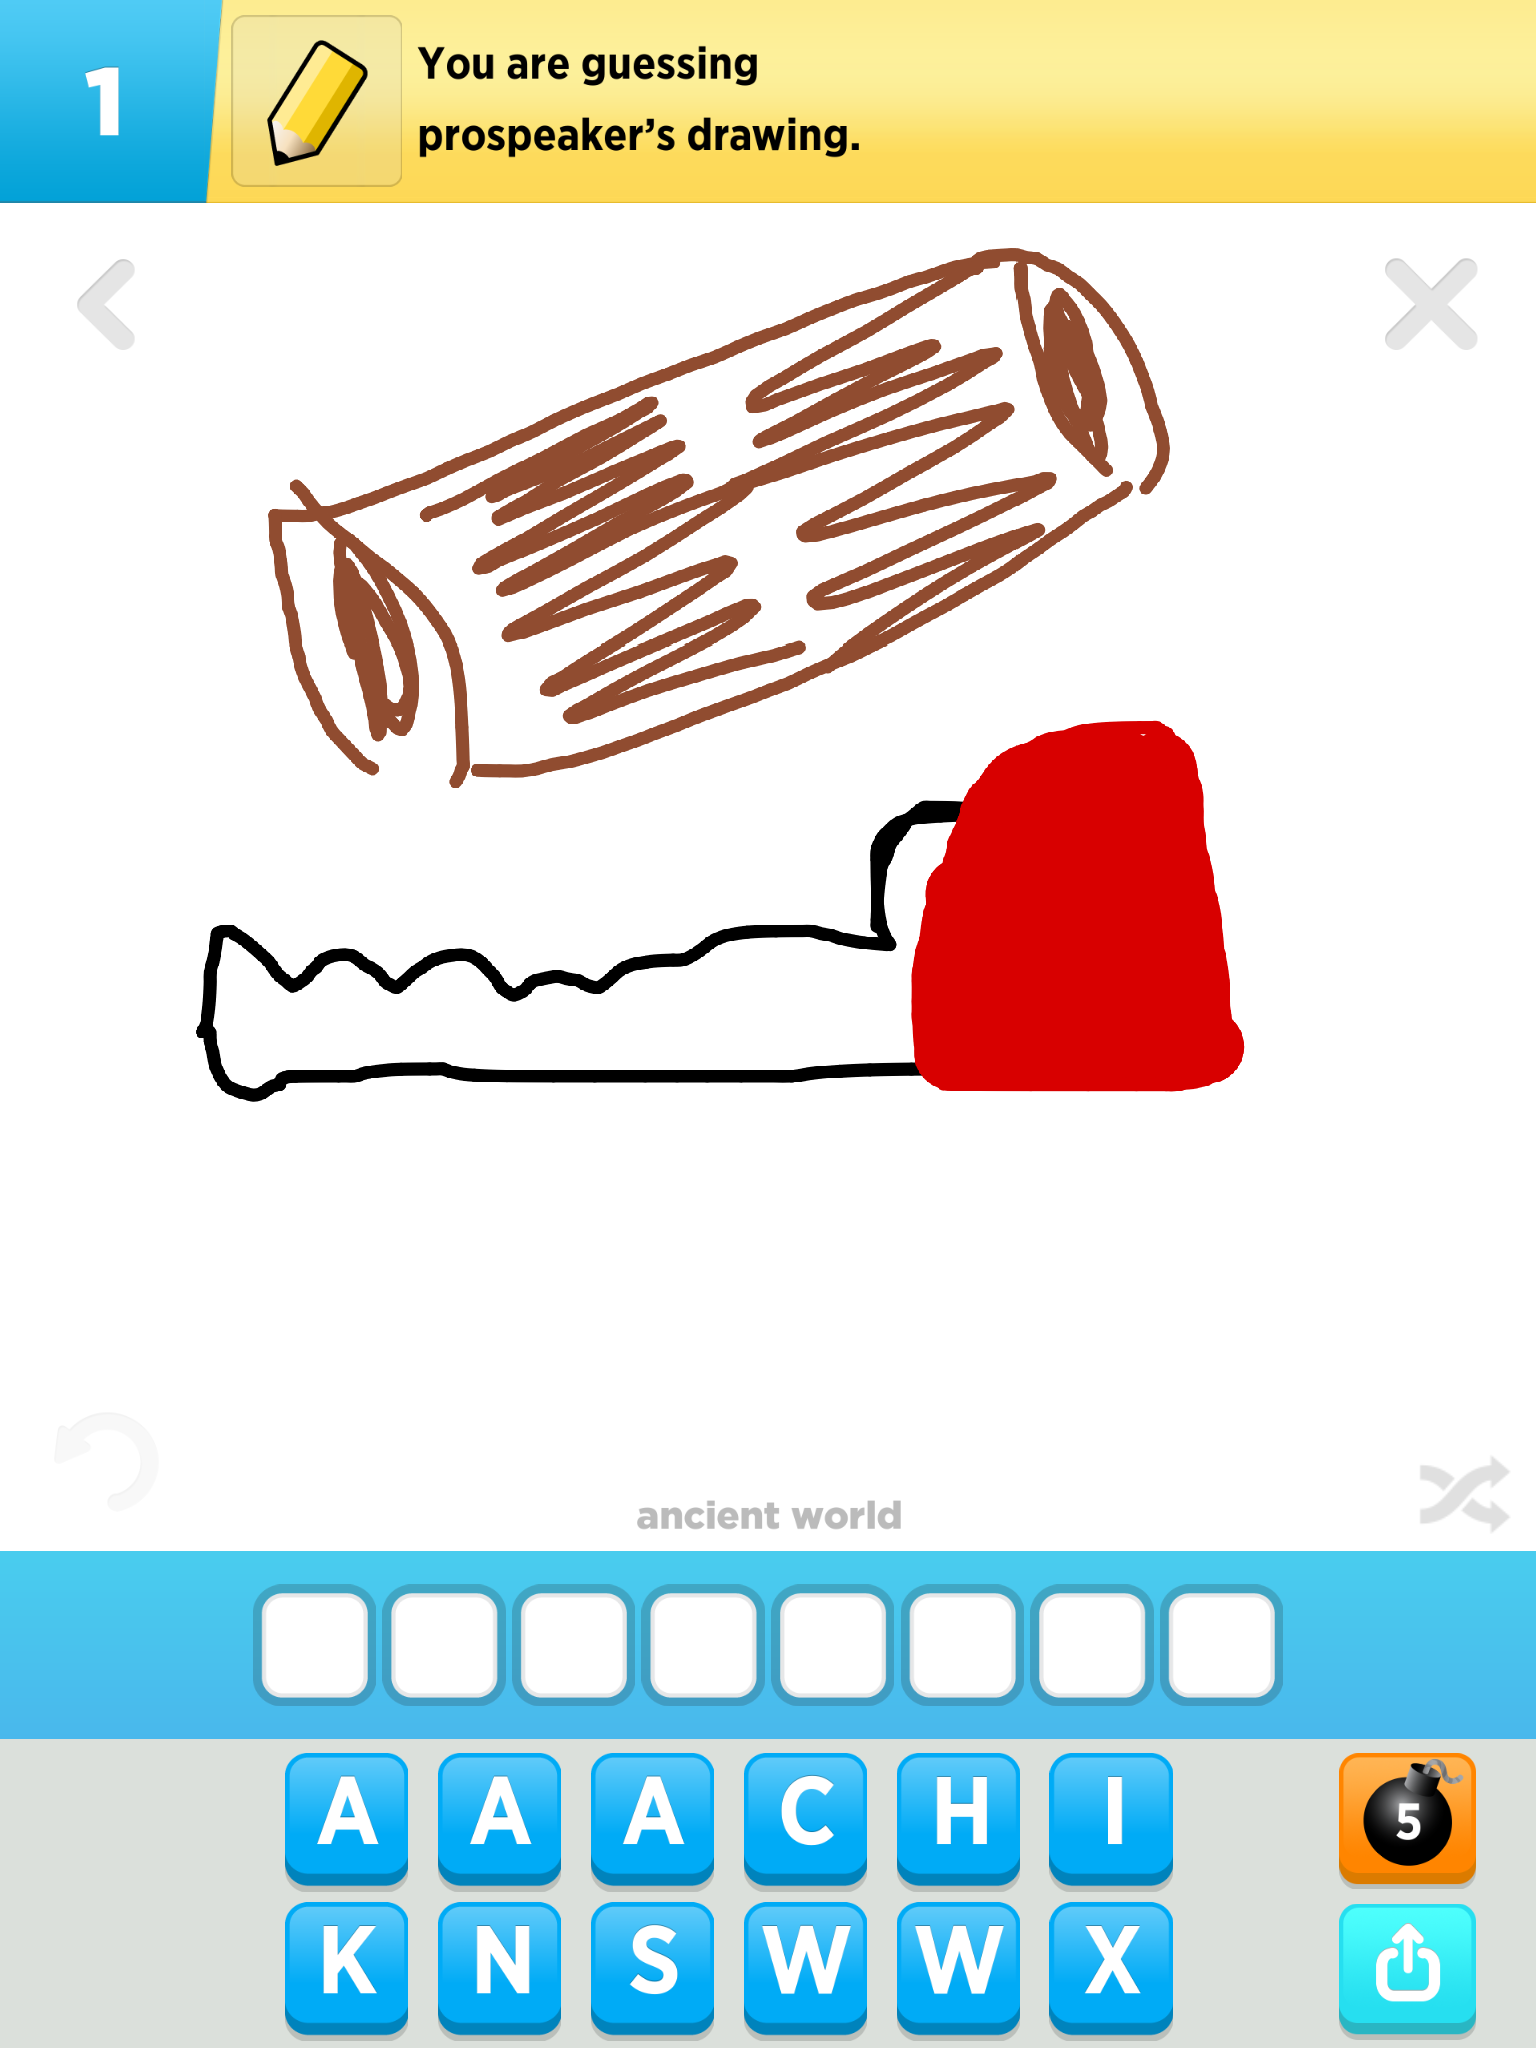 1
You are guessing
prospeaker’s drawing.
ancient world
A A A C H I
5
K N S W W X